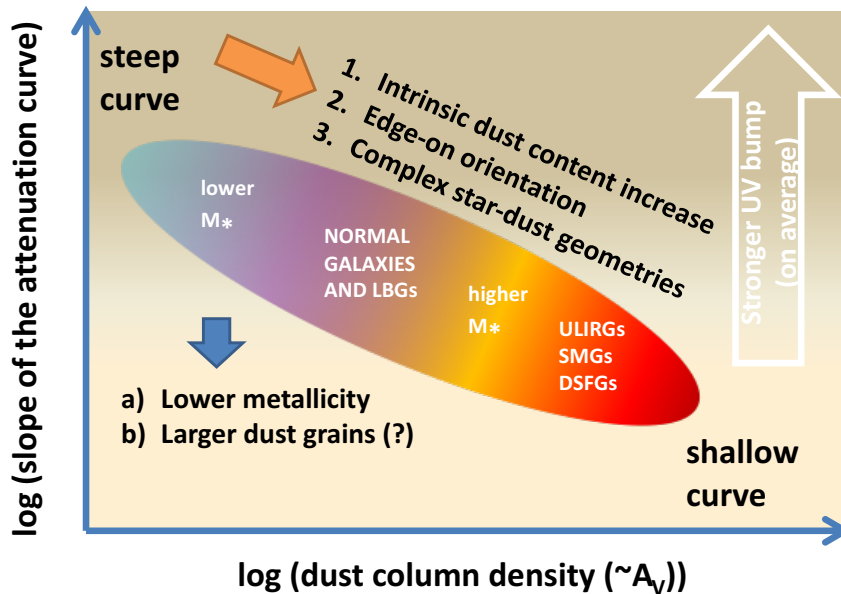 steep
curve
1. Intrinsic dust content increase
2. Edge-on orientation
3. Complex star-dust geometries
Stronger UV bump
(on average)
lower
M*
NORMAL
GALAXIES
AND LBGs
higher
M*
ULIRGs
SMGs
DSFGs
a) Lower metallicity
b) Larger dust grains (?)
shallow
curve
log (slope of the attenuation curve)
log (dust column density (~Av))